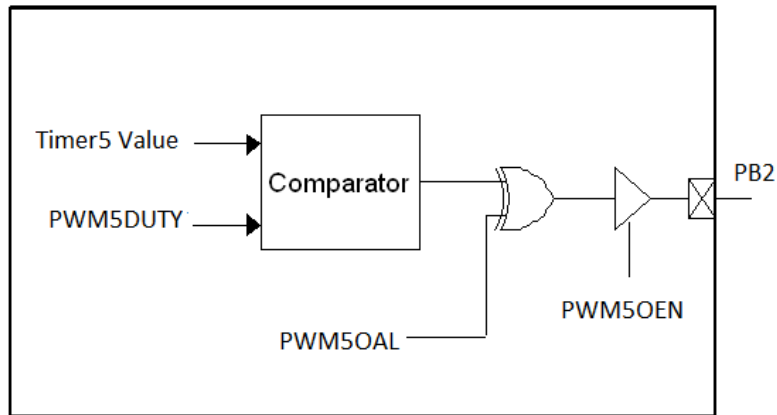 Timer5 Value
Comparator
PB2
PWM5DUTY
PWM5OEN
PWM5OAL